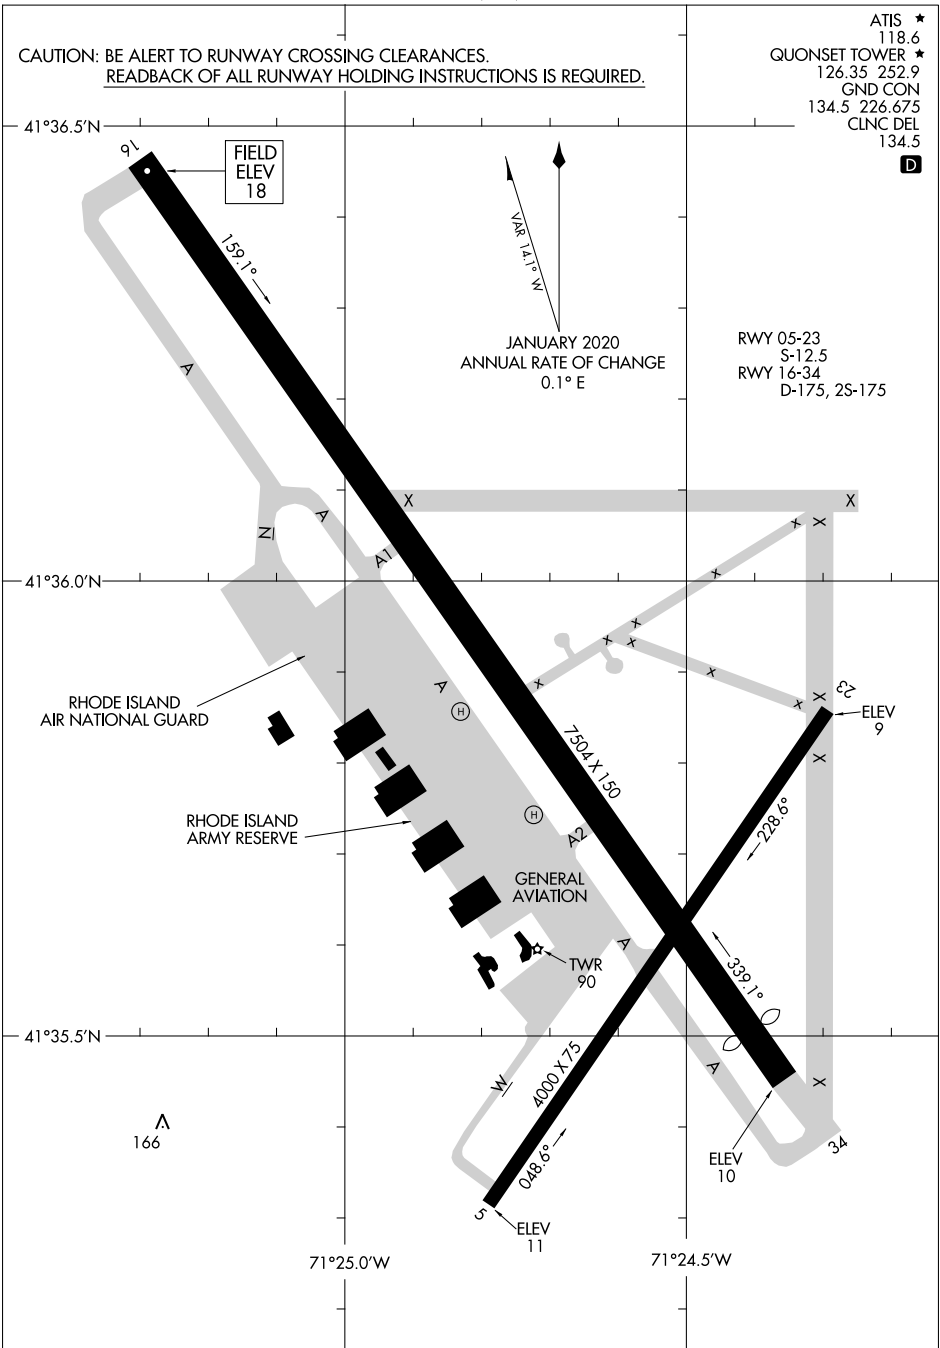 ATIS ★
118.6
QUONSET TOWER ★
126.35 252.9
GND CON
134.5 226.675
CLNC DEL
134.5
D
CAUTION: BE ALERT TO RUNWAY CROSSING CLEARANCES.
READBACK OF ALL RUNWAY HOLDING INSTRUCTIONS IS REQUIRED.
41°36.5'N
16
FIELD
ELEV
18
159.1°
VAR 14.1° W
JANUARY 2020
ANNUAL RATE OF CHANGE
0.1° E
RWY 05-23
S-12.5
RWY 16-34
D-175, 2S-175
A
X
X
A
N
X
X
X
A1
41°36.0'N
X
X
X
X
X
A
X
X
X
23
RHODE ISLAND
AIR NATIONAL GUARD
H
ELEV
9
7504 X 150
X
RHODE ISLAND
ARMY RESERVE
H
A2
228.6°
GENERAL
AVIATION
A
TWR
90
339.1°
41°35.5'N
W
4000 X 75
A
X
166
048.6°
ELEV
10
34
5
ELEV
11
71°25.0'W
71°24.5'W